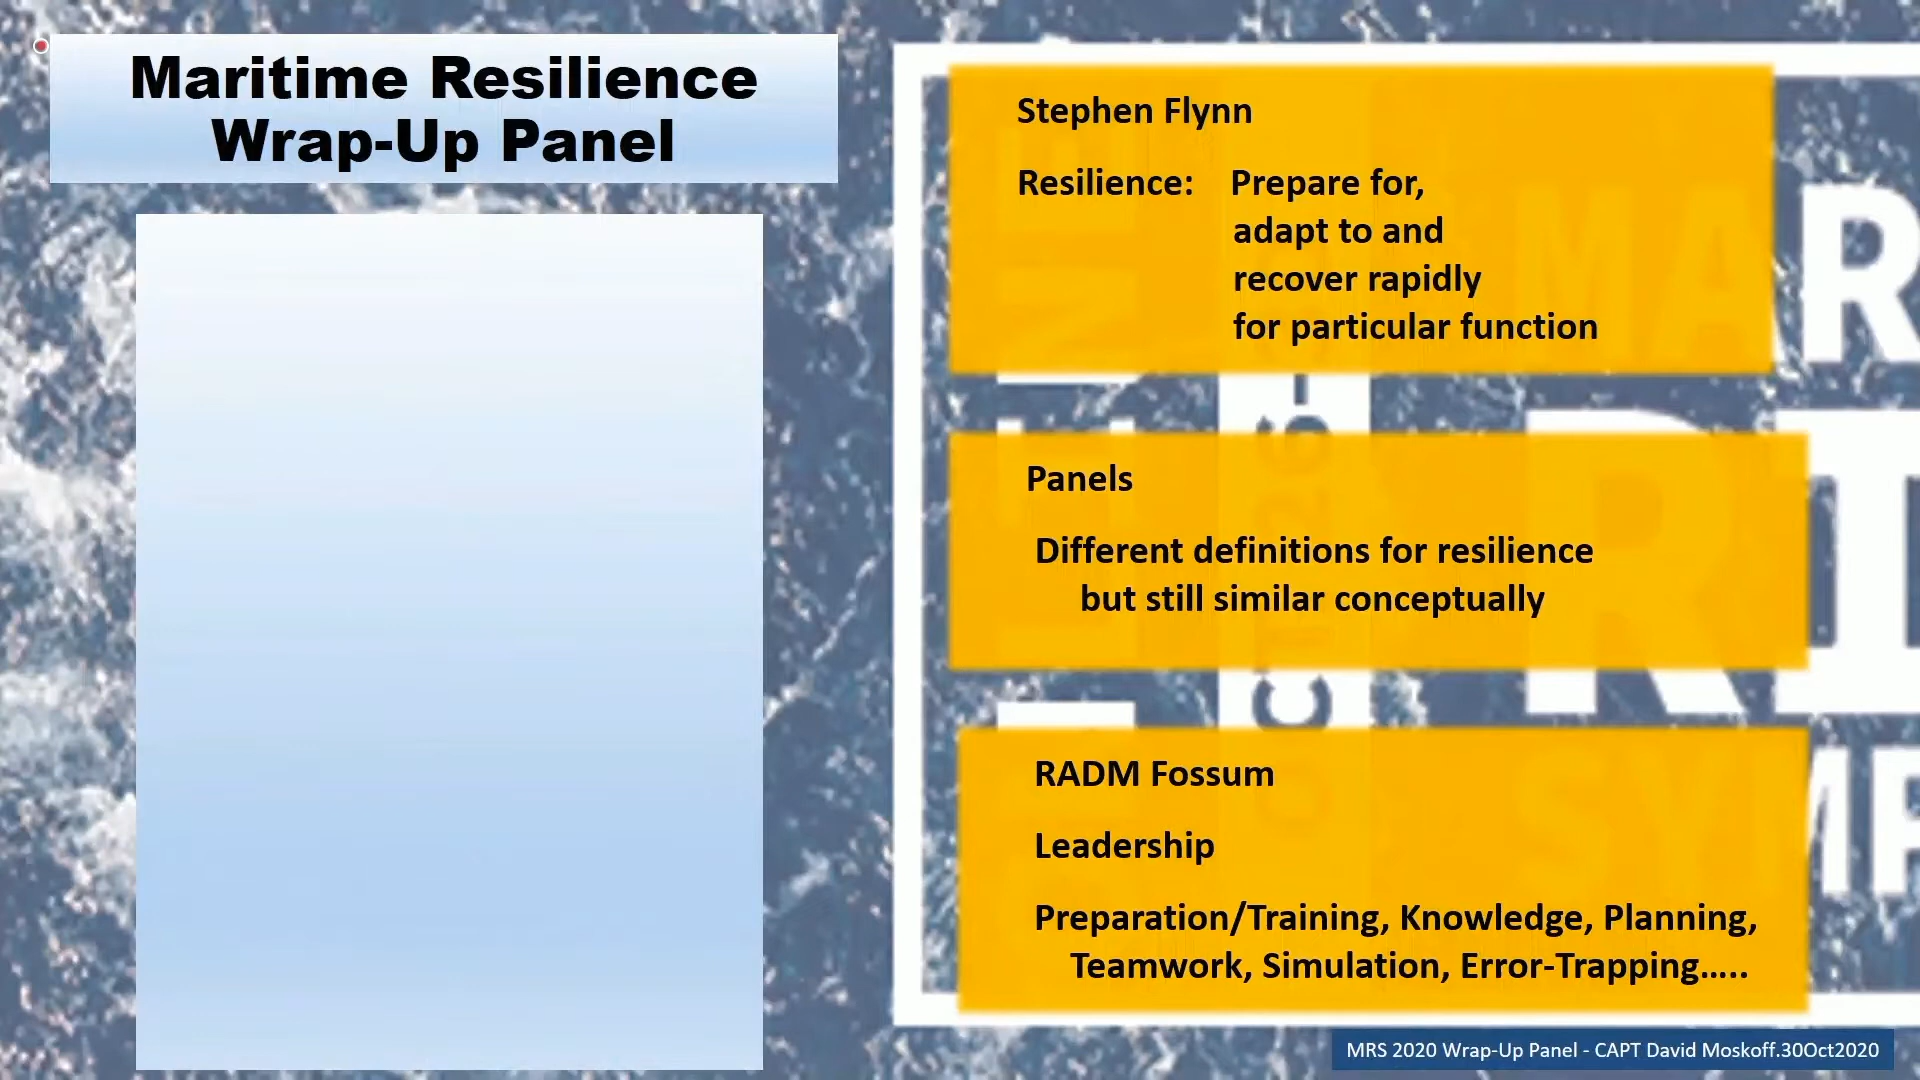 Maritime Resilience
Wrap-Up Panel
Stephen Flynn
Resilience: Prepare for,
adapt to and
recover rapidly
for particular function
Panels
Different definitions for resilience
but still similar conceptually
RADM Fossum
Leadership
Preparation/Training, Knowledge, Planning,
Teamwork, Simulation, Error-Trapping…..
MRS 2020 Wrap-Up Panel - CAPT David Moskoff.30Oct2020